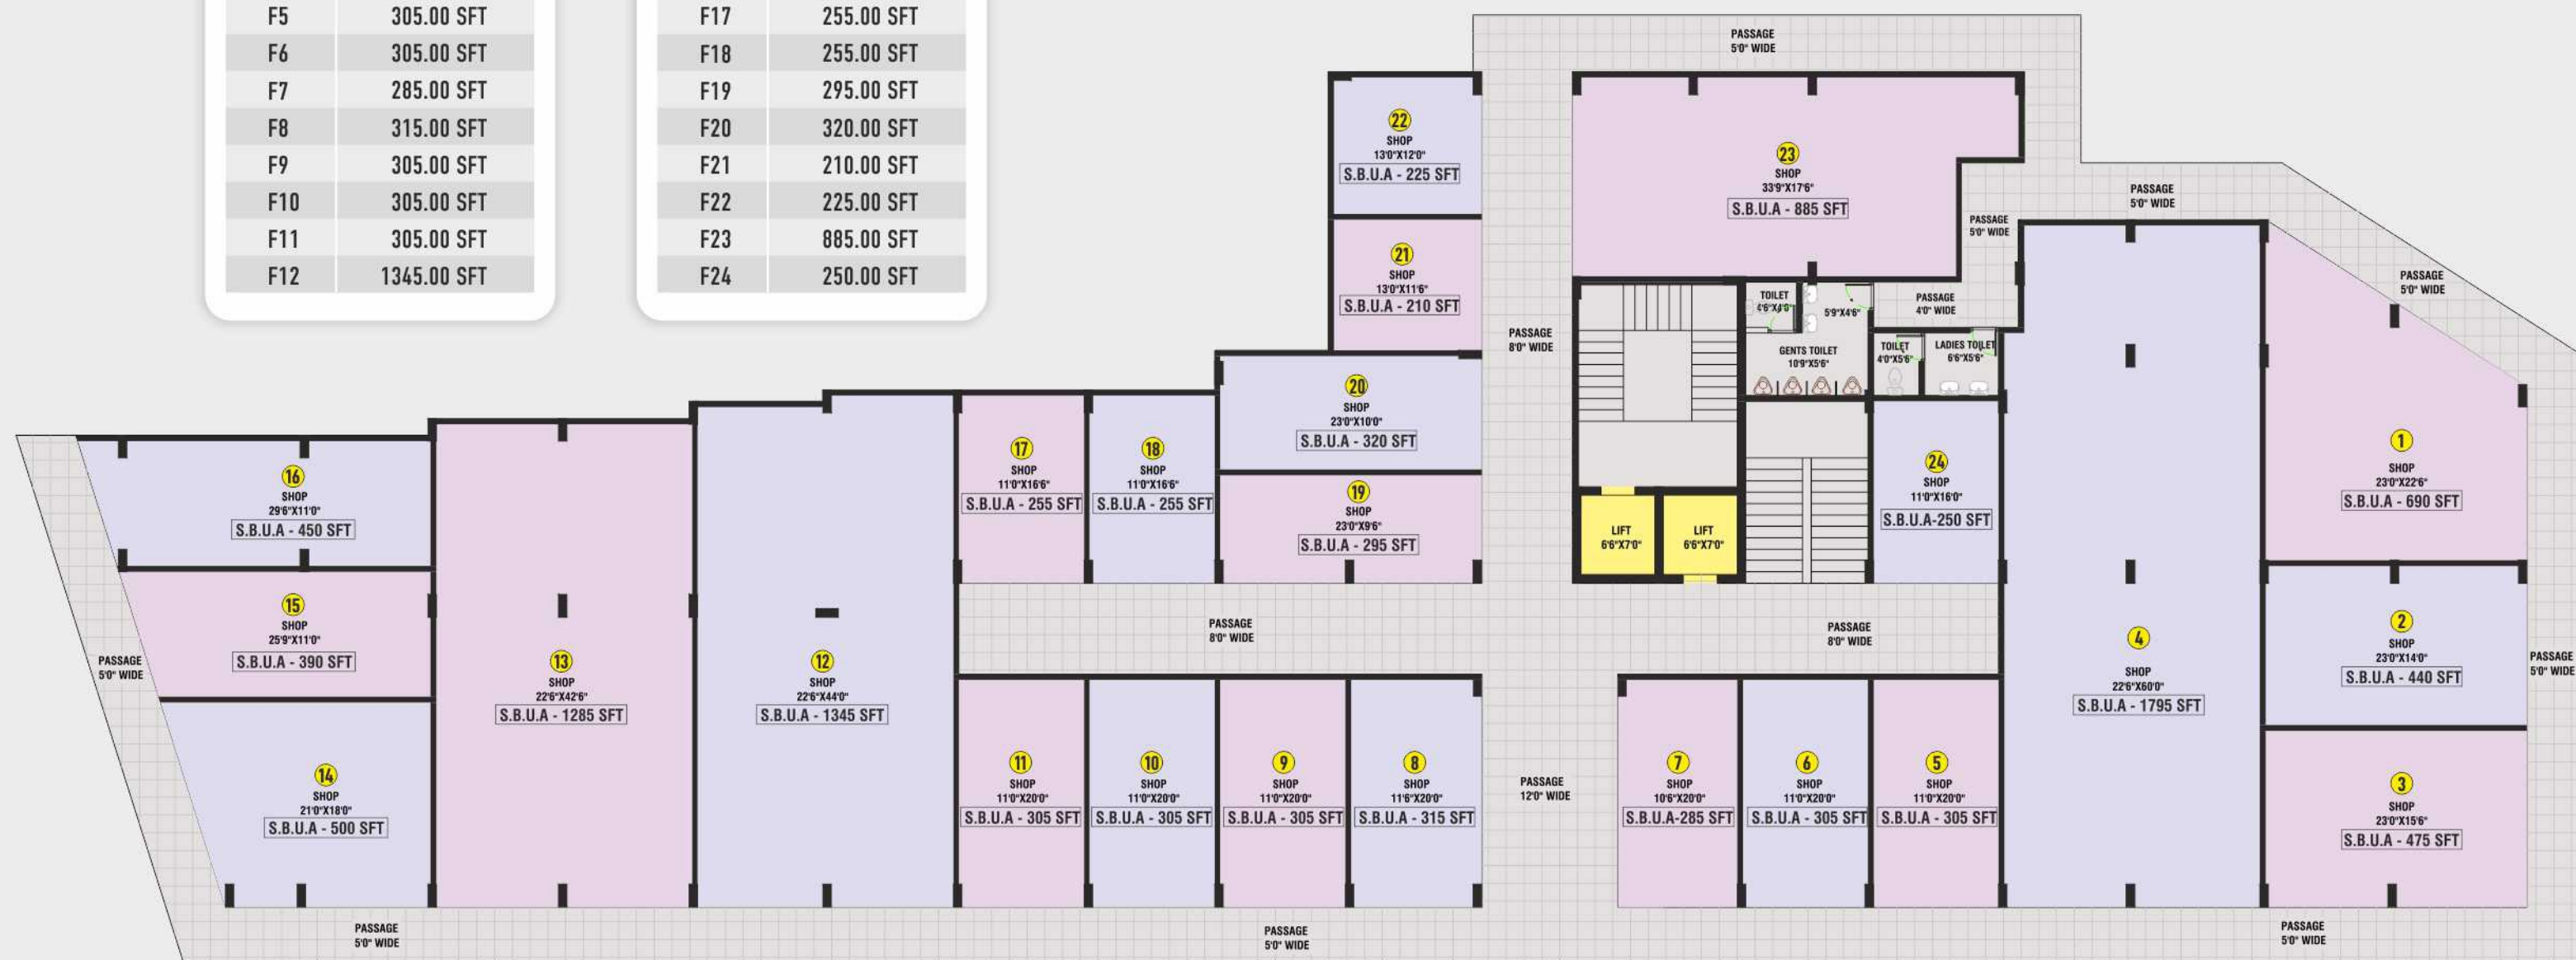 F5 305.00 SFT
F6 305.00 SFT
F7 285.00 SFT
F8 315.00 SFT
F9 305.00 SFT
F10 305.00 SFT
F11 305.00 SFT
F12 1345.00 SFT
F17 255.00 SFT
F18 255.00 SFT
F19 295.00 SFT
F20 320.00 SFT
F21 210.00 SFT
F22 225.00 SFT
F23 885.00 SFT
F24 250.00 SFT
PASSAGE
5'0" WIDE
22
SHOP
13'0"X12'0"
S.B.U.A - 225 SFT
23
SHOP
33'9"X17'6"
S.B.U.A - 885 SFT
PASSAGE
5'0" WIDE
PASSAGE
5'0" WIDE
PASSAGE
5'0" WIDE
21
SHOP
13'0"X11'6"
S.B.U.A - 210 SFT
PASSAGE
8'0" WIDE
TOILET
4'6"X4'6"
5'9"X4'6"
PASSAGE
4'0" WIDE
GENTS TOILET
10'9"X5'6"
TOILET
4'0"X5'6"
LADIES TOILET
6'6"X5'6"
20
SHOP
23'0"X10'0"
S.B.U.A - 320 SFT
16
SHOP
29'6"X11'0"
S.B.U.A - 450 SFT
17
SHOP
11'0"X16'6"
S.B.U.A - 255 SFT
18
SHOP
11'0"X16'6"
S.B.U.A - 255 SFT
19
SHOP
23'0"X9'6"
S.B.U.A - 295 SFT
LIFT
6'6"X7'0"
LIFT
6'6"X7'0"
24
SHOP
11'0"X16'0"
S.B.U.A-250 SFT
1
SHOP
23'0"X22'6"
S.B.U.A - 690 SFT
15
SHOP
25'9"X11'0"
S.B.U.A - 390 SFT
PASSAGE
5'0" WIDE
13
SHOP
22'6"X42'6"
S.B.U.A - 1285 SFT
12
SHOP
22'6"X44'0"
S.B.U.A - 1345 SFT
PASSAGE
8'0" WIDE
PASSAGE
8'0" WIDE
4
SHOP
22'6"X60'0"
S.B.U.A - 1795 SFT
2
SHOP
23'0"X14'0"
S.B.U.A - 440 SFT
PASSAGE
5'0" WIDE
14
SHOP
21'0"X18'0"
S.B.U.A - 500 SFT
11
SHOP
11'0"X20'0"
S.B.U.A - 305 SFT
10
SHOP
11'0"X20'0"
S.B.U.A - 305 SFT
9
SHOP
11'0"X20'0"
S.B.U.A - 305 SFT
8
SHOP
11'6"X20'0"
S.B.U.A - 315 SFT
PASSAGE
12'0" WIDE
7
SHOP
10'6"X20'0"
S.B.U.A-285 SFT
6
SHOP
11'0"X20'0"
S.B.U.A - 305 SFT
5
SHOP
11'0"X20'0"
S.B.U.A - 305 SFT
3
SHOP
23'0"X15'6"
S.B.U.A - 475 SFT
PASSAGE
5'0" WIDE
PASSAGE
5'0" WIDE
PASSAGE
5'0" WIDE